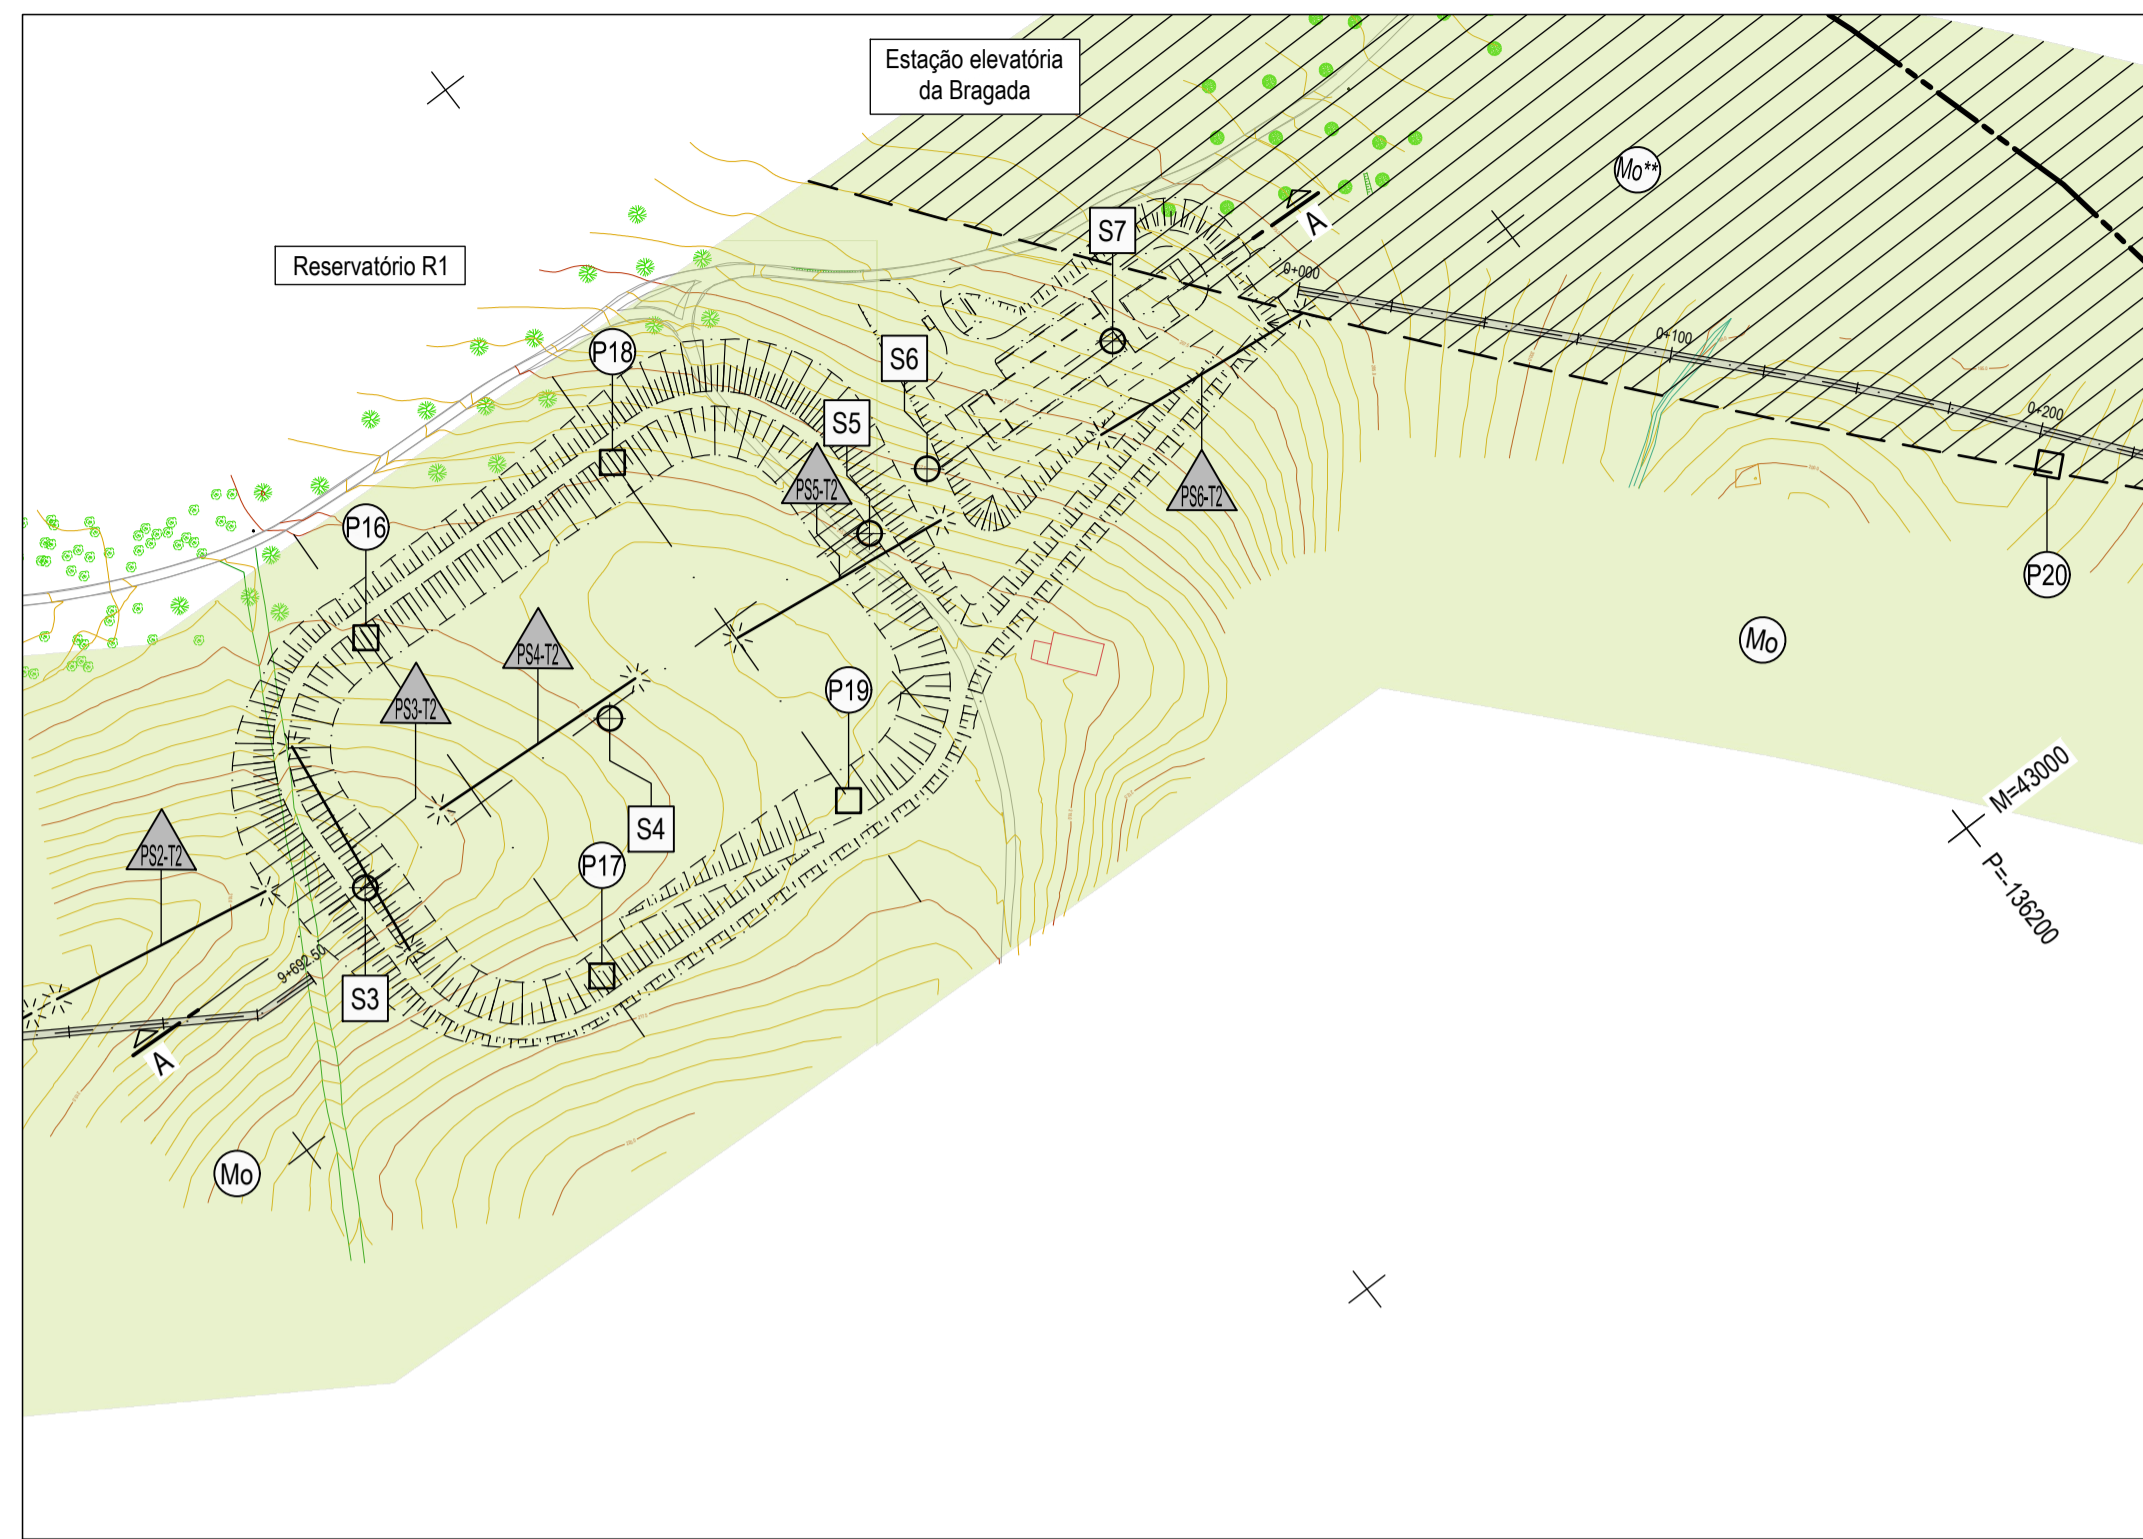 Estação elevatória
da Bragada
Mo**
Reservatório R1
S7
A
0+000
0+100
0+200
P18
S6
S5
PS5-T2
PS6-T2
P16
P20
PS4-T2
Mo
PS3-T2
P19
M=43000
P=-136200
S4
PS2-T2
P17
9+692.50
S3
A
Mo